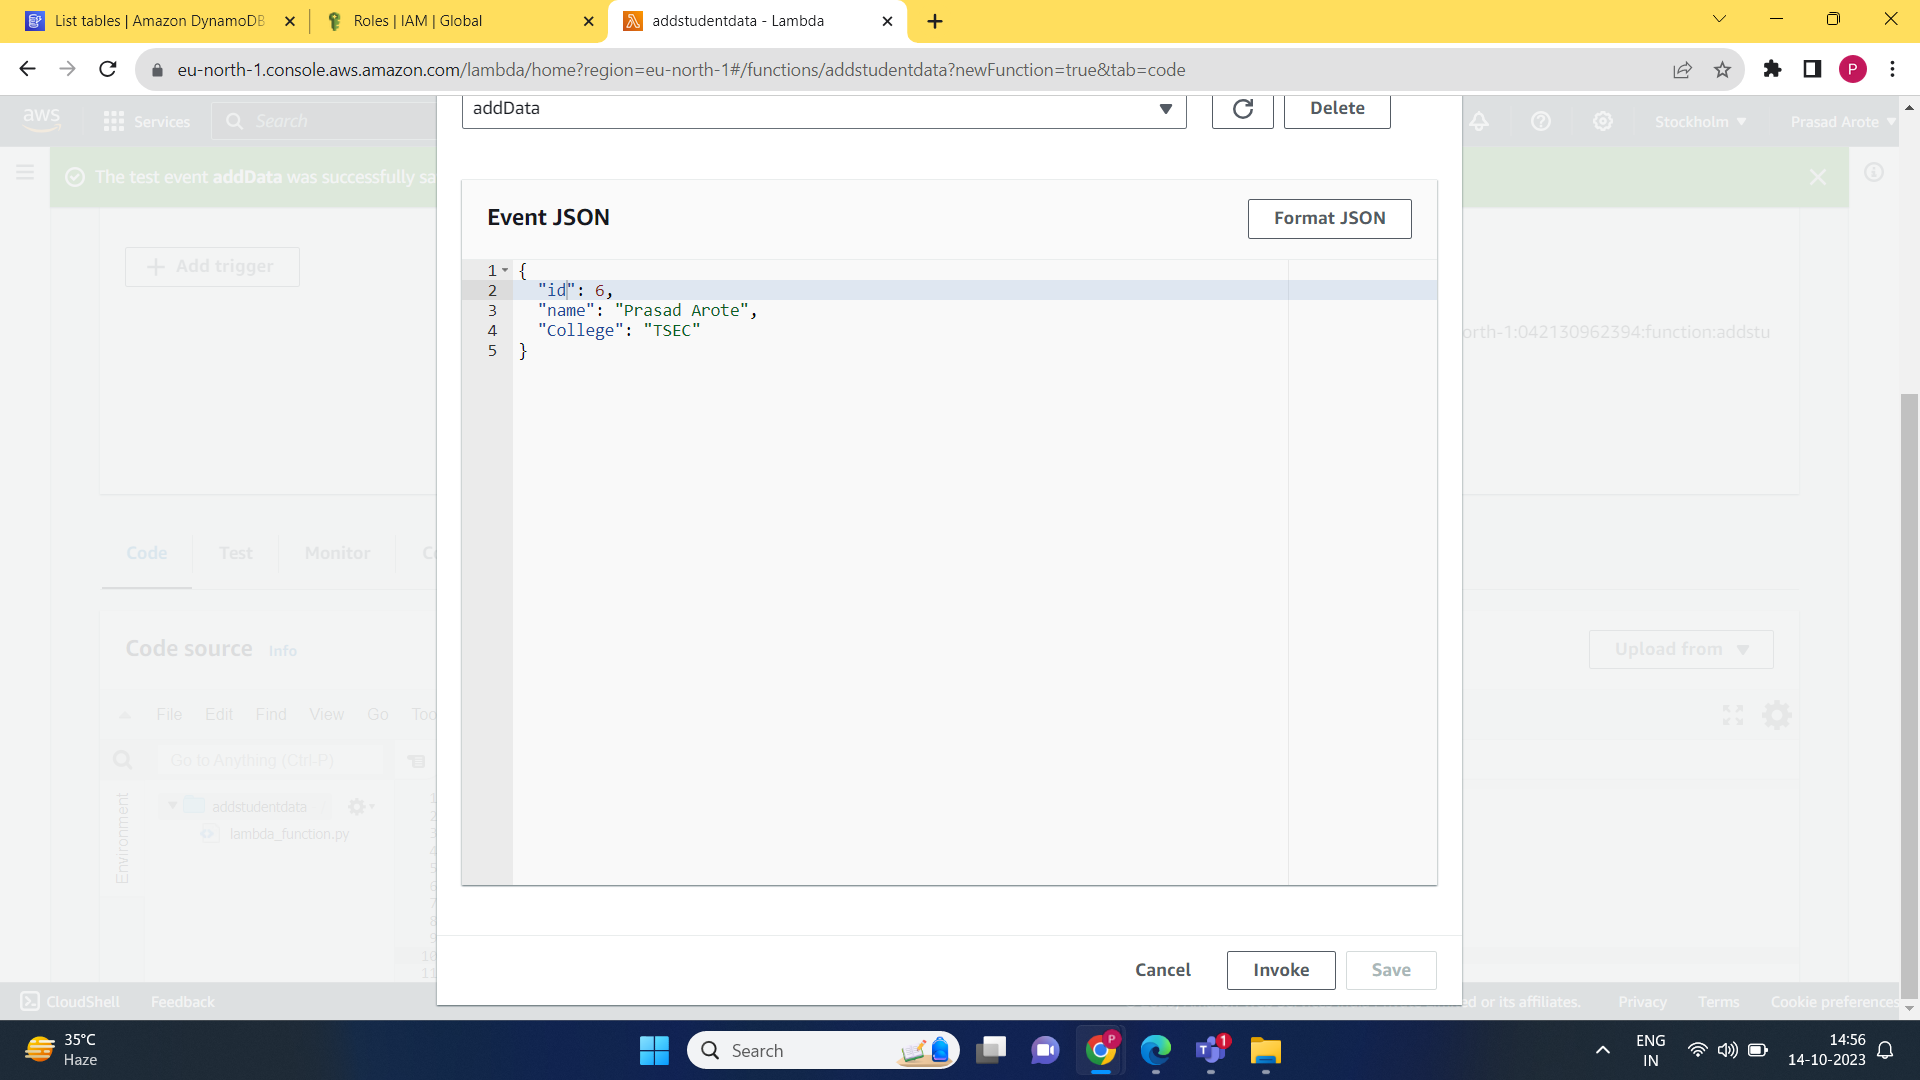 List tables | Amazon DynamoDB
Roles | IAM | Global
addstudentdata - Lambda
eu-north-1.console.aws.amazon.com/lambda/home?region=eu-north-1#/functions/addstudentdata?newFunction=true&tab=code
P
addData
Delete
aws
Services
Search
Stockholm
Prasad Arote
The test event addData was successfully sa
Event JSON
Format JSON
Add trigger
1 {
2 "id": 6,
3 "name": "Prasad Arote",
4 "College": "TSEC"
5 }
orth-1:042130962394:function:addstu
Code Test Monitor
Code source Info
Upload from
File Edit Find View Go Too
Go to Anything (Ctrl-P)
Environment
addstudentdata
lambda_function.py
10
11
Cancel
Invoke
Save
CloudShell Feedback
d or its affiliates. Privacy Terms Cookie preferences
35°C
Haze
Search
P
1
ENG
IN
14:56
14-10-2023